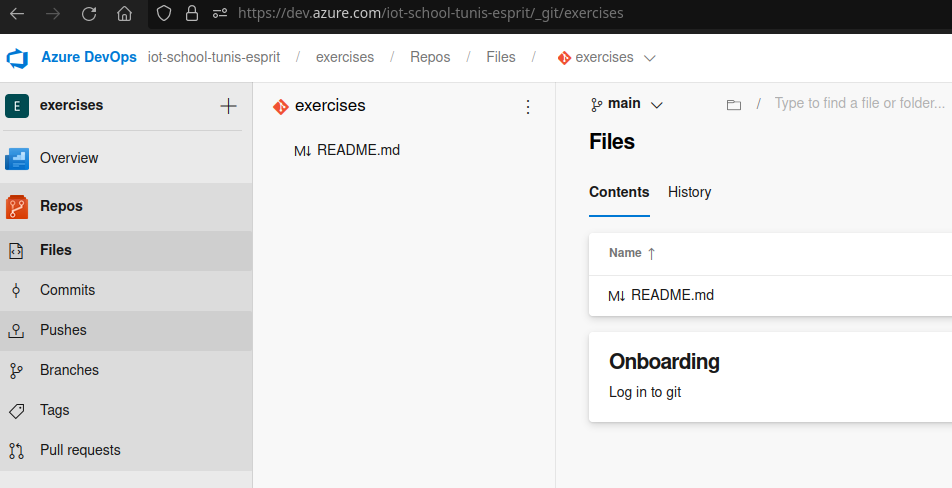 https://dev.azure.com/iot-school-tunis-esprit/_git/exercises
Azure DevOps iot-school-tunis-esprit / exercises / Repos / Files / exercises
E exercises
Overview
Repos
Files
Commits
Pushes
Branches
Tags
Pull requests
exercises
M↓ README.md
main / Type to find a file or folder...
Files
Contents History
Name ↑
M↓ README.md
Onboarding
Log in to git